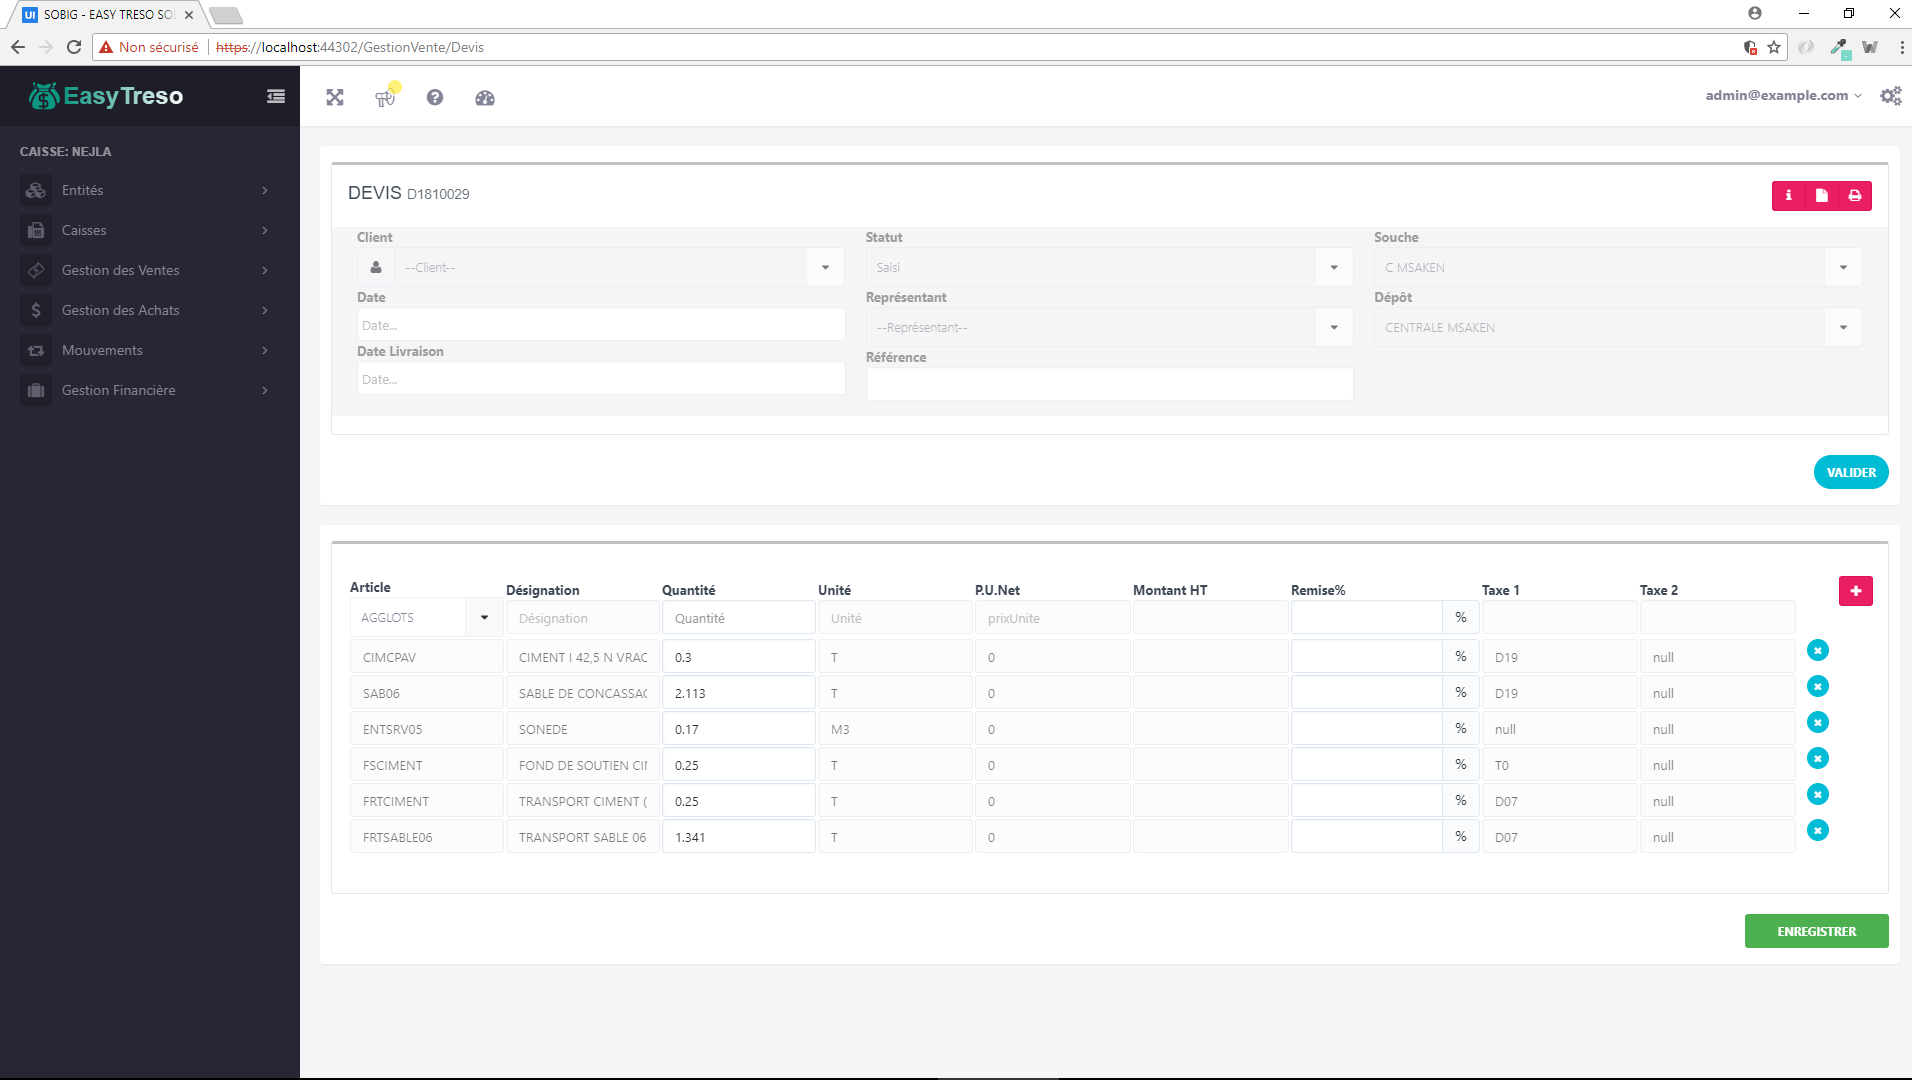 SOBIG - EASY TRESO SO
Non sécurisé https://localhost:44302/GestionVente/Devis
EasyTreso
admin@example.com
CAISSE: NEJLA
Entités
Caisses
Gestion des Ventes
Gestion des Achats
Mouvements
Gestion Financière
DEVIS D1810029
Client Statut Souche
--Client-- Saisi C MSAKEN
Date Représentant Dépôt
Date... --Représentant-- CENTRALE MSAKEN
Date Livraison Référence
Date...
VALIDER
Article Désignation Quantité Unité P.U.Net Montant HT Remise% Taxe 1 Taxe 2
AGGLOTS Désignation Quantité Unité prixUnite %
CIMCPAV CIMENT I 42,5 N VRAC 0.3 T 0 % D19 null
SAB06 SABLE DE CONCASSAG 2.113 T 0 % D19 null
ENTSRV05 SONEDE 0.17 M3 0 % null null
FSCIMENT FOND DE SOUTIEN CI 0.25 T 0 % T0 null
FRTCIMENT TRANSPORT CIMENT ( 0.25 T 0 % D07 null
FRTSABLE06 TRANSPORT SABLE 06 1.341 T 0 % D07 null
ENREGISTRER